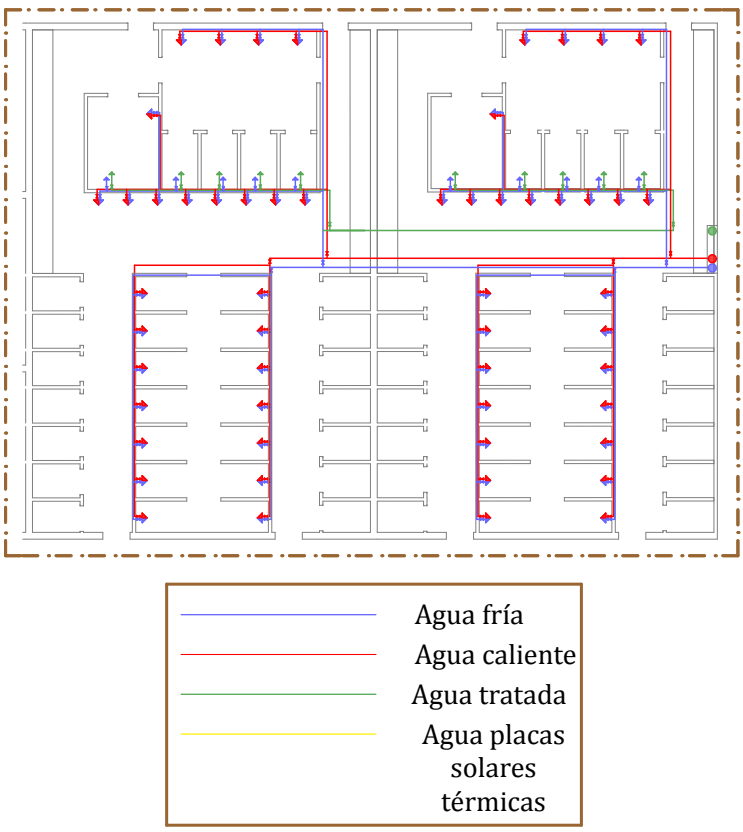 Agua fría
Agua caliente
Agua tratada
Agua placas
solares
térmicas